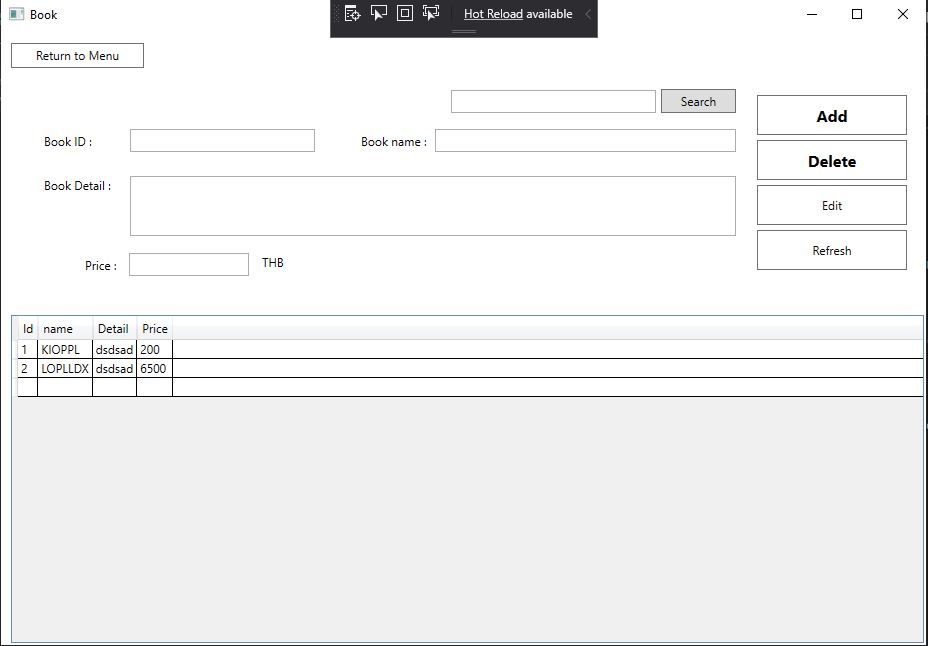 Book
Hot Reload available
Return to Menu
Search
Add
Book ID :
Book name :
Delete
Book Detail :
Edit
Refresh
Price :
THB
Id name Detail Price
1 KIOPPL dsdsad 200
2 LOPLLDX dsdsad 6500